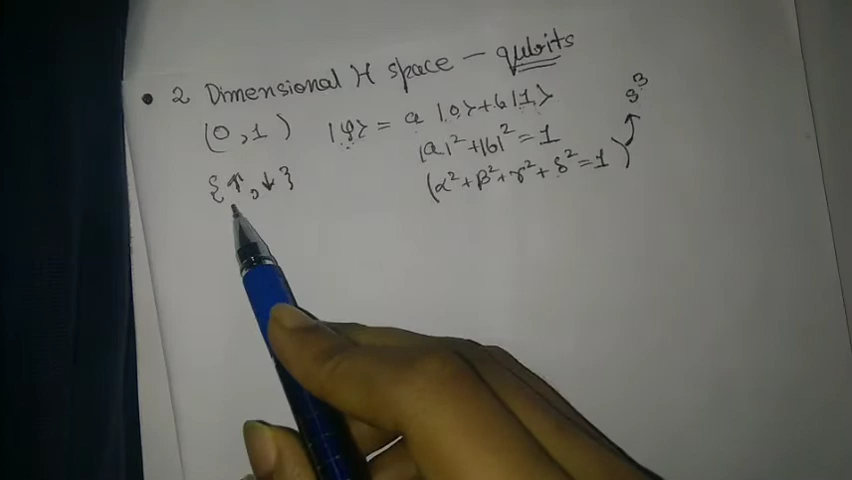 • 2 Dimensional H space — qubits
(0,1) |ψ> = a |0> + b |1>
|a|² + |b|² = 1
{↑,↓} (α² + β² + γ² + δ² = 1) → S³